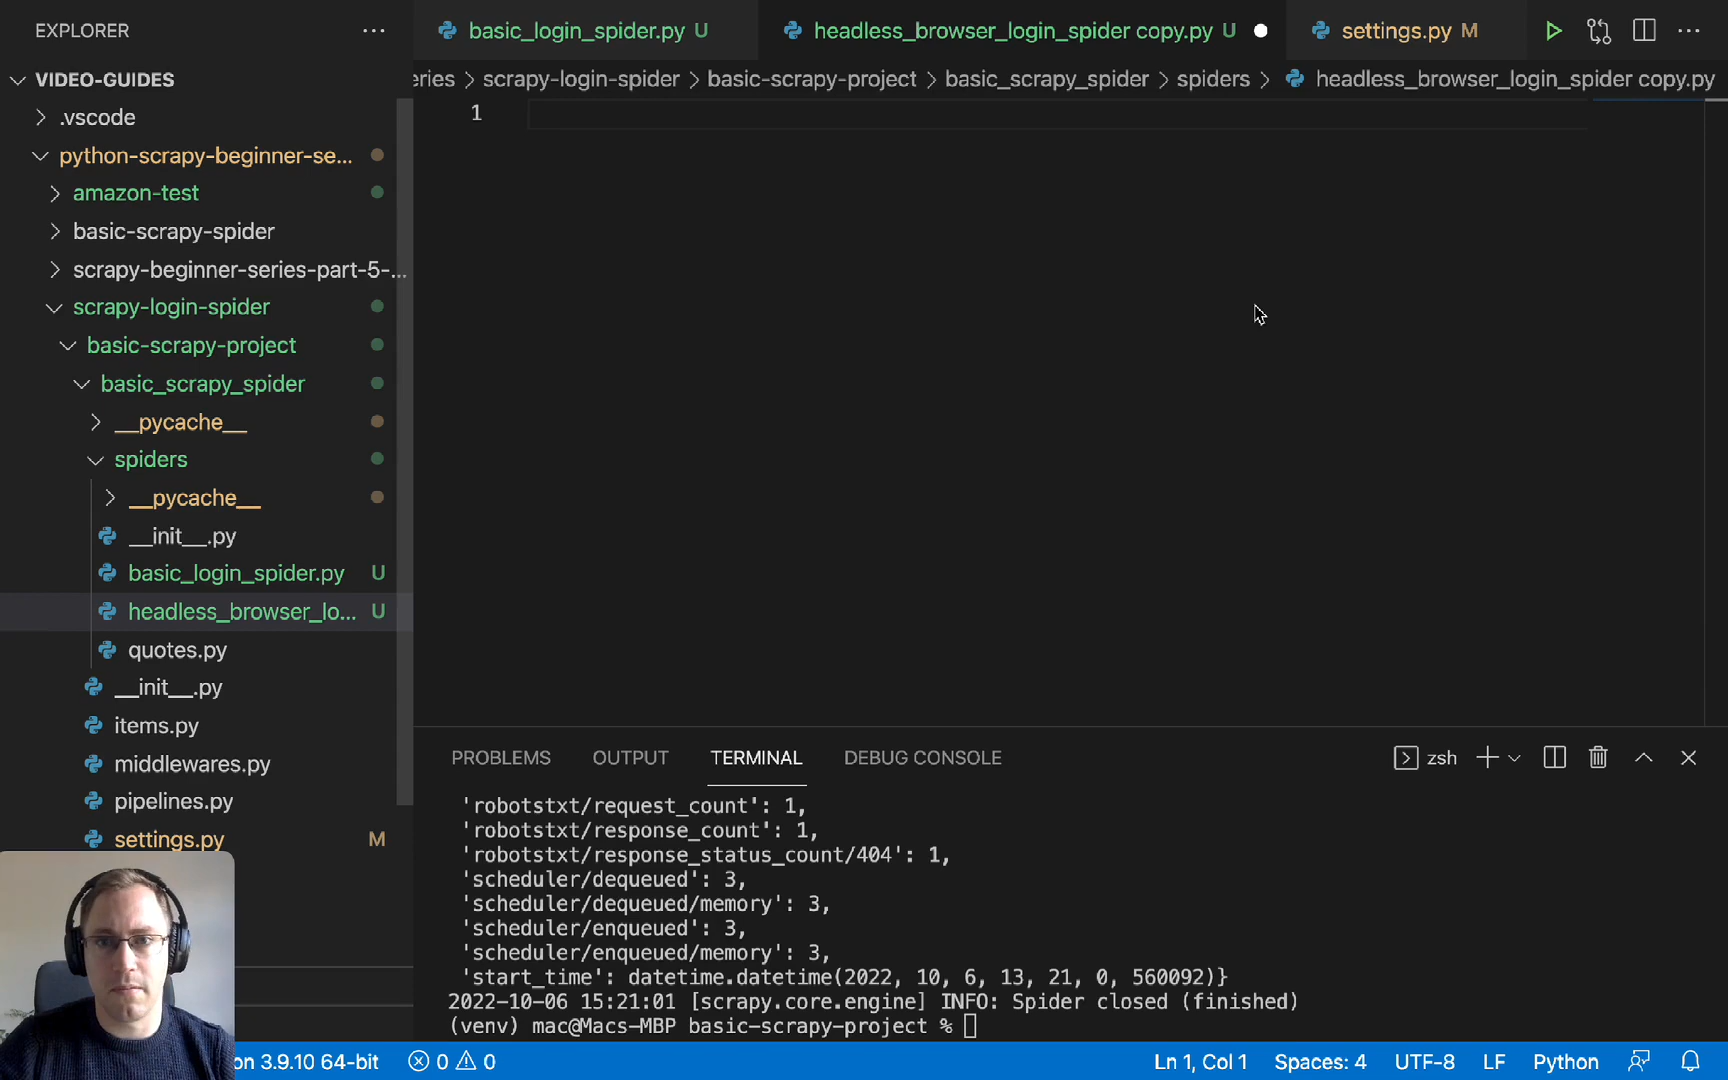 EXPLORER
basic_login_spider.py U
headless_browser_login_spider copy.py U
settings.py M
VIDEO-GUIDES
eries > scrapy-login-spider > basic-scrapy-project > basic_scrapy_spider > spiders > headless_browser_login_spider copy.py
.vscode
python-scrapy-beginner-se...
amazon-test
basic-scrapy-spider
scrapy-beginner-series-part-5-...
scrapy-login-spider
basic-scrapy-project
basic_scrapy_spider
__pycache__
spiders
__pycache__
__init__.py
basic_login_spider.py U
headless_browser_lo... U
quotes.py
__init__.py
items.py
middlewares.py
pipelines.py
settings.py M
1
PROBLEMS OUTPUT TERMINAL DEBUG CONSOLE
zsh
'robotstxt/request_count': 1,
'robotstxt/response_count': 1,
'robotstxt/response_status_count/404': 1,
'scheduler/dequeued': 3,
'scheduler/dequeued/memory': 3,
'scheduler/enqueued': 3,
'scheduler/enqueued/memory': 3,
'start_time': datetime.datetime(2022, 10, 6, 13, 21, 0, 560092)}
2022-10-06 15:21:01 [scrapy.core.engine] INFO: Spider closed (finished)
(venv) mac@Macs-MBP basic-scrapy-project %
on 3.9.10 64-bit 0 0 Ln 1, Col 1 Spaces: 4 UTF-8 LF Python